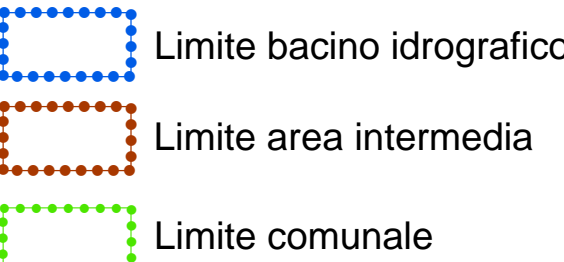 Limite bacino idrografico
Limite area intermedia
Limite comunale